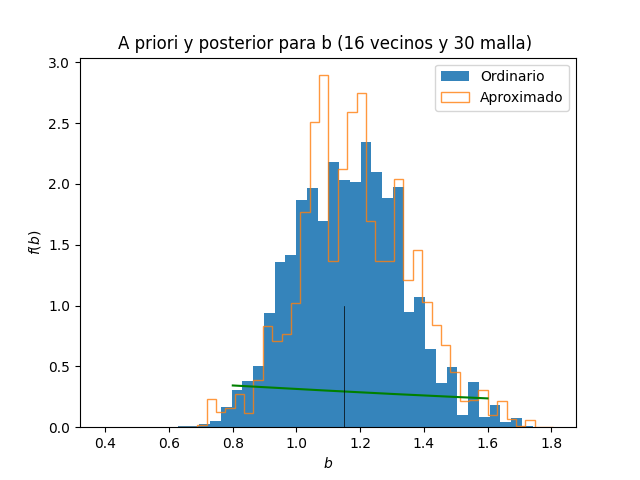 A priori y posterior para b (16 vecinos y 30 malla)
Ordinario
Aproximado
3.0
2.5
2.0
1.5
1.0
0.5
0.0
f(b)
0.4 0.6 0.8 1.0 1.2 1.4 1.6 1.8
b